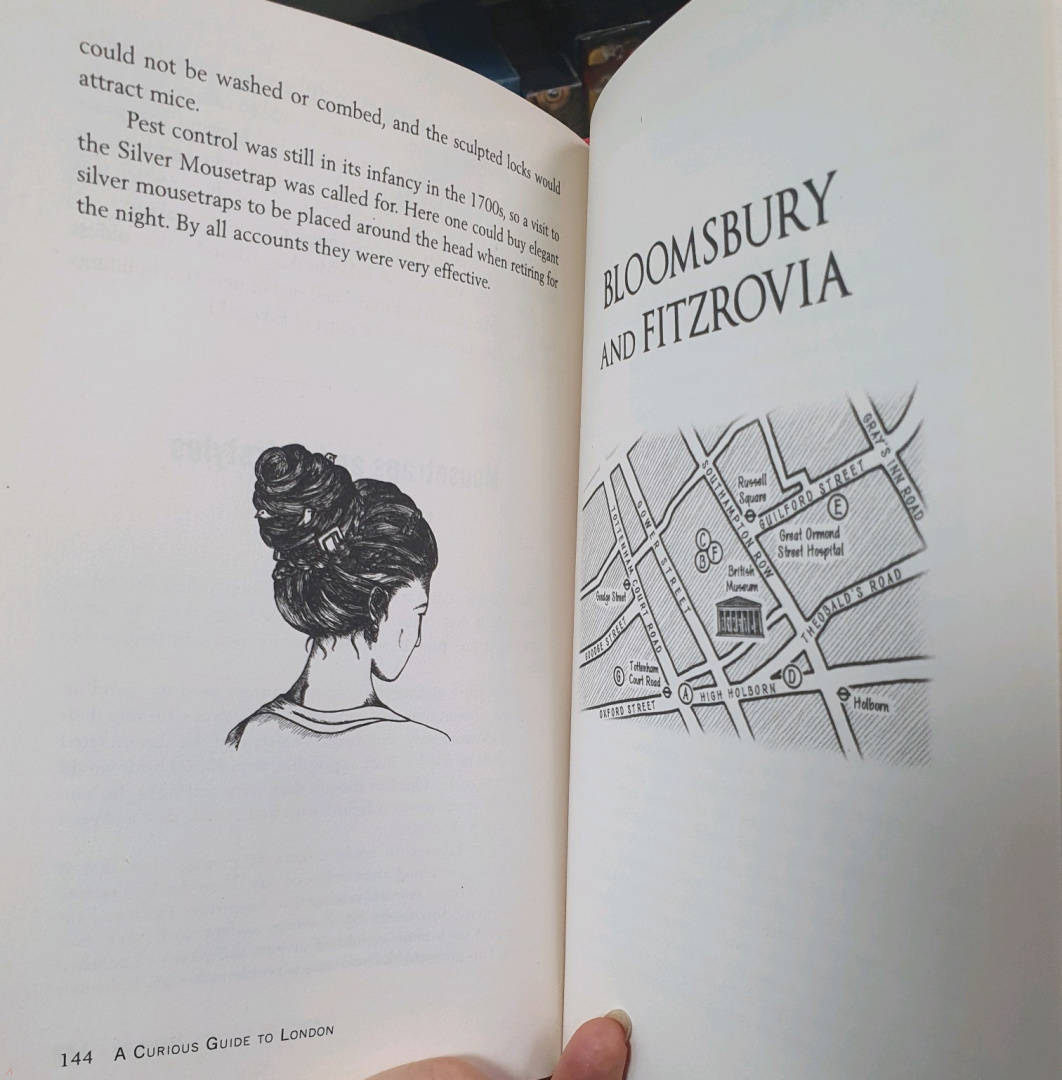 could not be washed or combed, and the sculpted locks would
attract mice.
Pest control was still in its infancy in the 1700s, so a visit to
the Silver Mousetrap was called for. Here one could buy elegant
silver mousetraps to be placed around the head when retiring for
the night. By all accounts they were very effective.
144 A CURIOUS GUIDE TO LONDON
BLOOMSBURY
AND FITZROVIA
GRAY'S INN ROAD
SOUTHAMPTON ROW
Russell
Square
GUILFORD STREET
E
Great Ormond
Street Hospital
TOTTENHAM COURT ROAD
GOWER STREET
C
B
F
British
Museum
Goodge Street
GOODGE STREET
THEOBALD'S ROAD
G
Tottenham
Court Road
A
HIGH HOLBORN
D
OXFORD STREET
Holborn